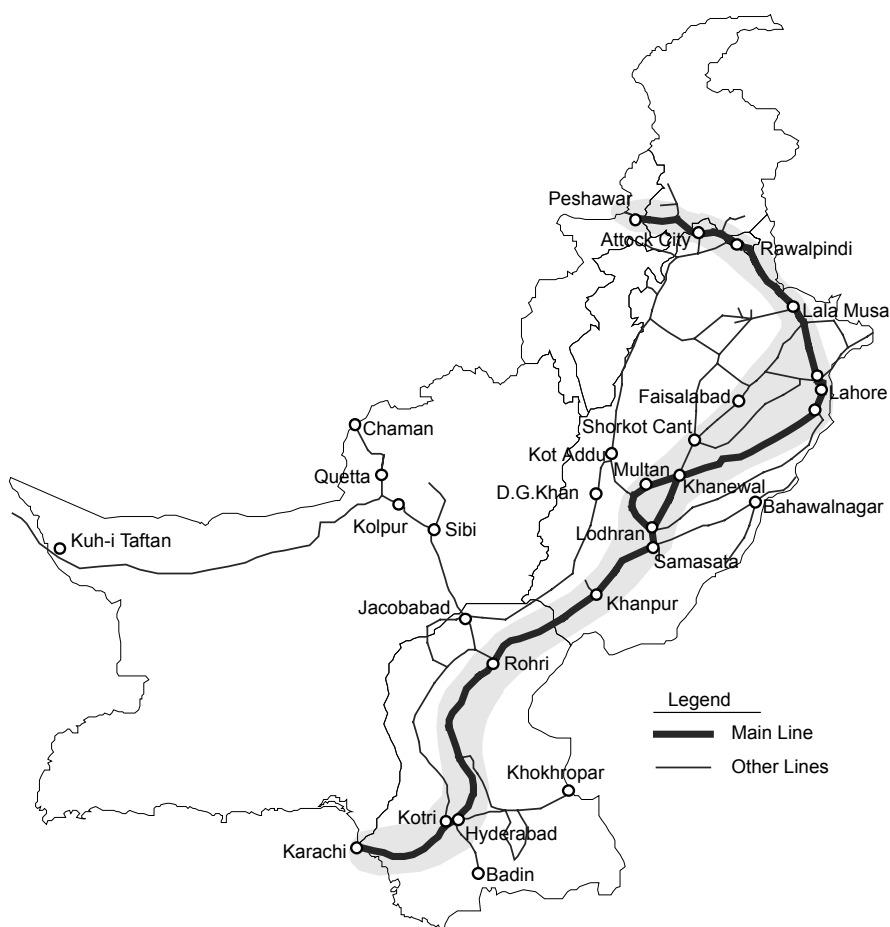 Peshawar
Attock City
Rawalpindi
Lala Musa
Faisalabad
Lahore
Shorkot Cant
Chaman
Kot Addu
Multan
Khanewal
Quetta
D.G.Khan
Bahawalnagar
Kolpur
Sibi
Lodhran
Kuh-i Taftan
Samasata
Jacobabad
Khanpur
Rohri
Legend
Main Line
Other Lines
Khokhropar
Kotri
Hyderabad
Karachi
Badin